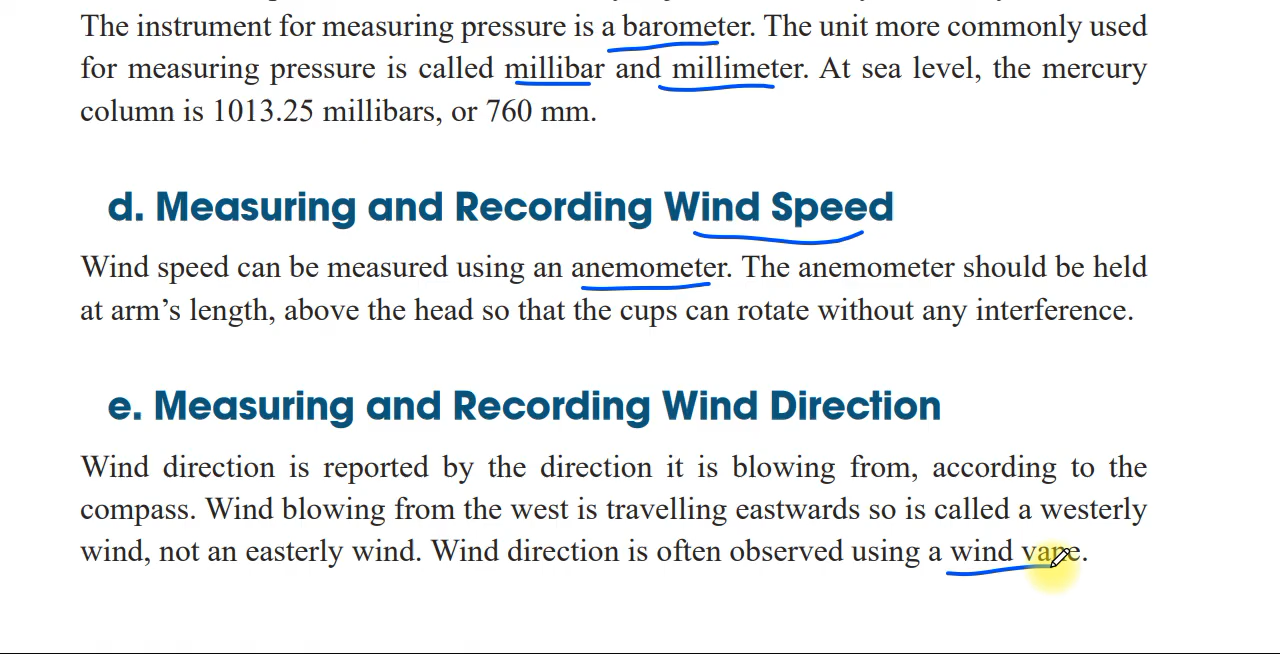 The instrument for measuring pressure is a barometer. The unit more commonly used
for measuring pressure is called millibar and millimeter. At sea level, the mercury
column is 1013.25 millibars, or 760 mm.
d. Measuring and Recording Wind Speed
Wind speed can be measured using an anemometer. The anemometer should be held
at arm's length, above the head so that the cups can rotate without any interference.
e. Measuring and Recording Wind Direction
Wind direction is reported by the direction it is blowing from, according to the
compass. Wind blowing from the west is travelling eastwards so is called a westerly
wind, not an easterly wind. Wind direction is often observed using a wind vane.